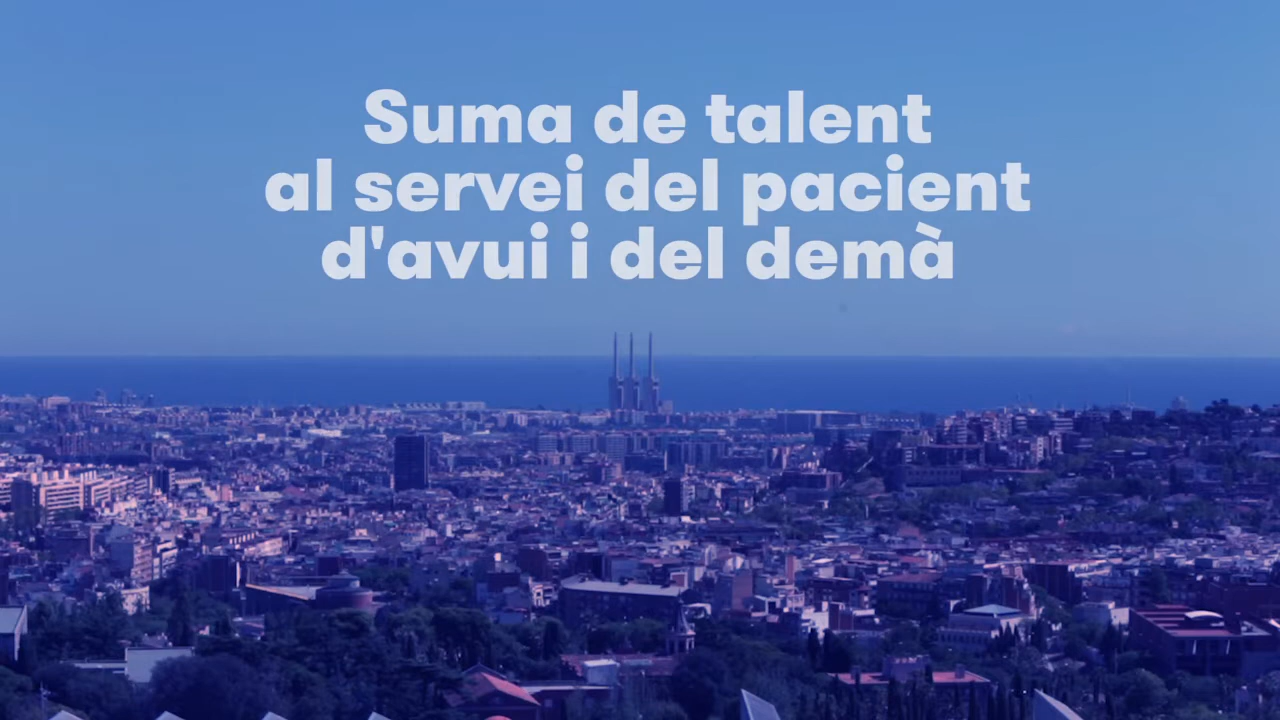 Suma de talent
al servei del pacient
d'avui i del demà